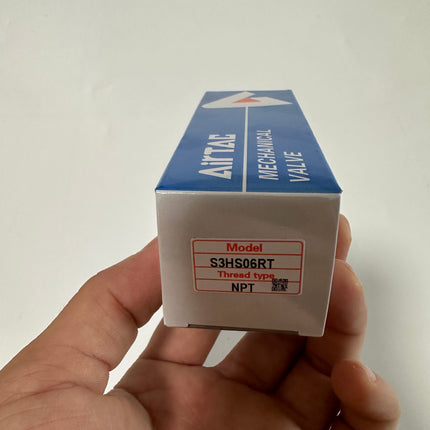 AirTAC
MECHANICAL
VALVE
Model
S3HS06RT
Thread type
NPT